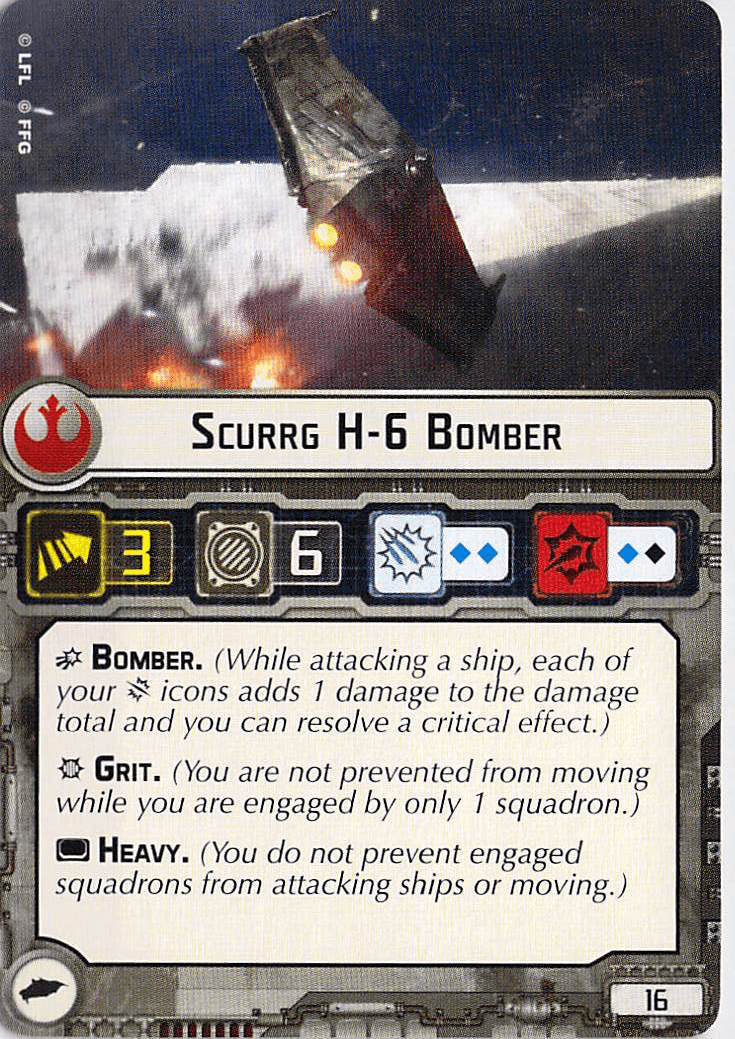 © LFL © FFG
Scurrg H-6 Bomber
3 6
Bomber. (While attacking a ship, each of
your icons adds 1 damage to the damage
total and you can resolve a critical effect.)
Grit. (You are not prevented from moving
while you are engaged by only 1 squadron.)
Heavy. (You do not prevent engaged
squadrons from attacking ships or moving.)
16